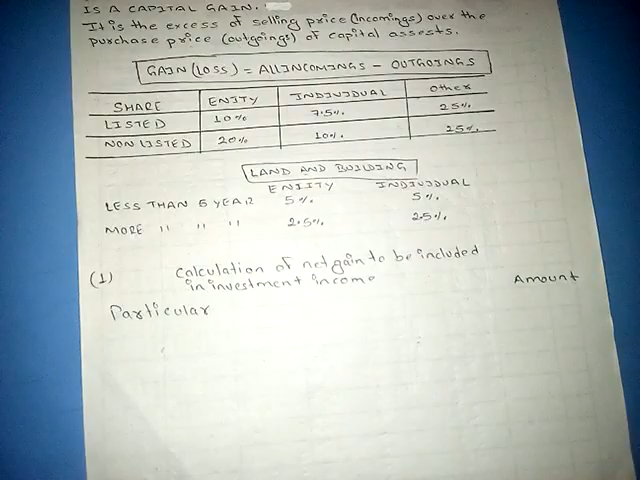 IS A CAPITAL GAIN.
It is the excess of selling price (Incomings) over the
purchase price (outgoings) of capital assests.
GAIN (LOSS) = ALL INCOMINGS - OUTGOINGS
SHARE ENITY INDIVIDUAL Other
LISTED 10% 7.5% 25%
NON LISTED 20% 10% 25%
LAND AND BUILDING
ENITY INDIVIDUAL
LESS THAN 5 YEAR 5% 5%
MORE " " " 2.5% 2.5%
(1) Calculation of net gain to be included
in investment income
Particular Amount